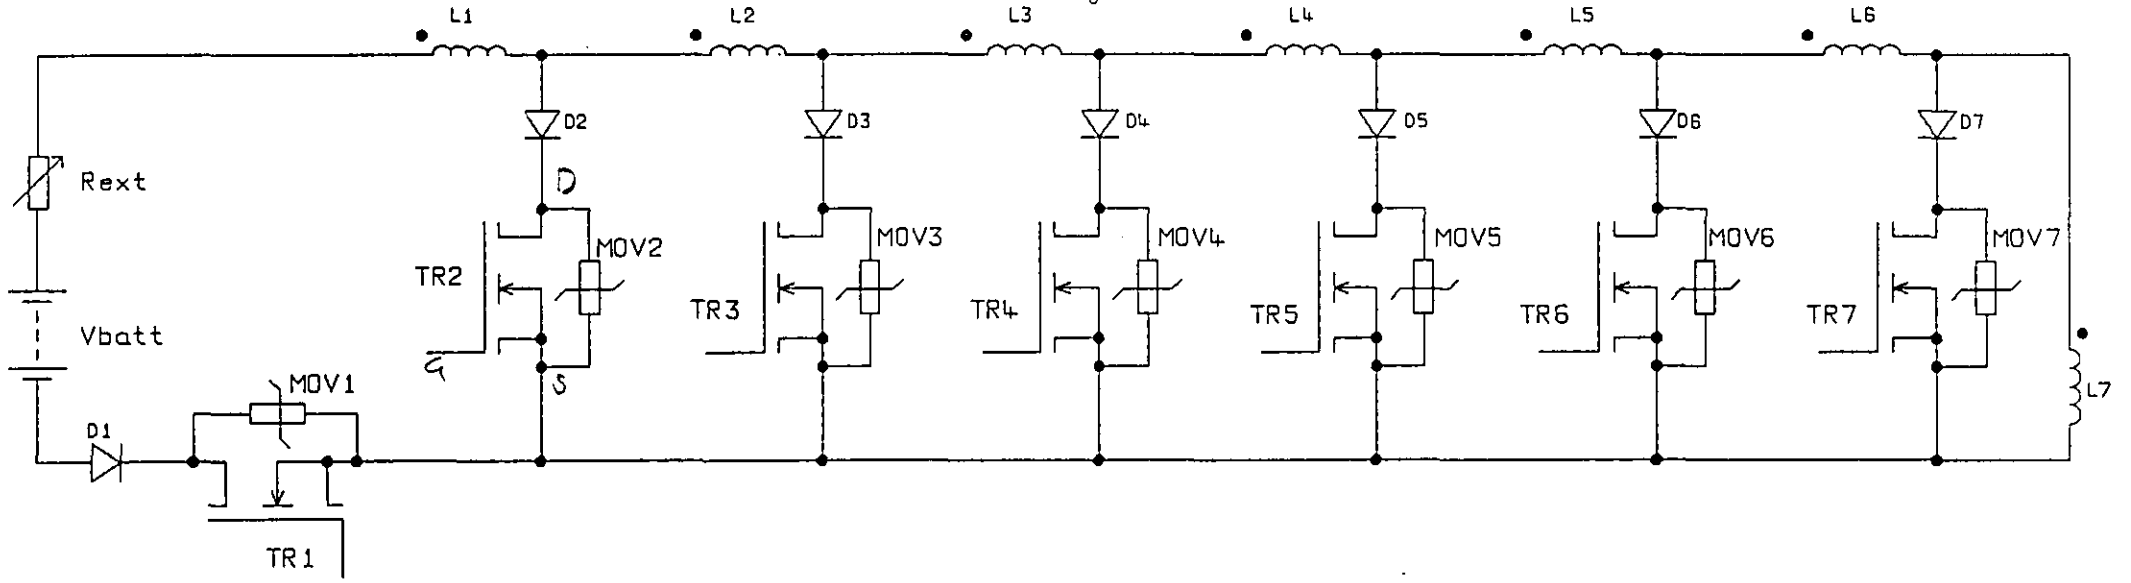 L1 L2 L3 L4 L5 L6
D2 D3 D4 D5 D6 D7
Rext
D
MOV2 MOV3 MOV4 MOV5 MOV6 MOV7
TR2 TR3 TR4 TR5 TR6 TR7
Vbatt
G
S
MOV1
L7
D1
TR1